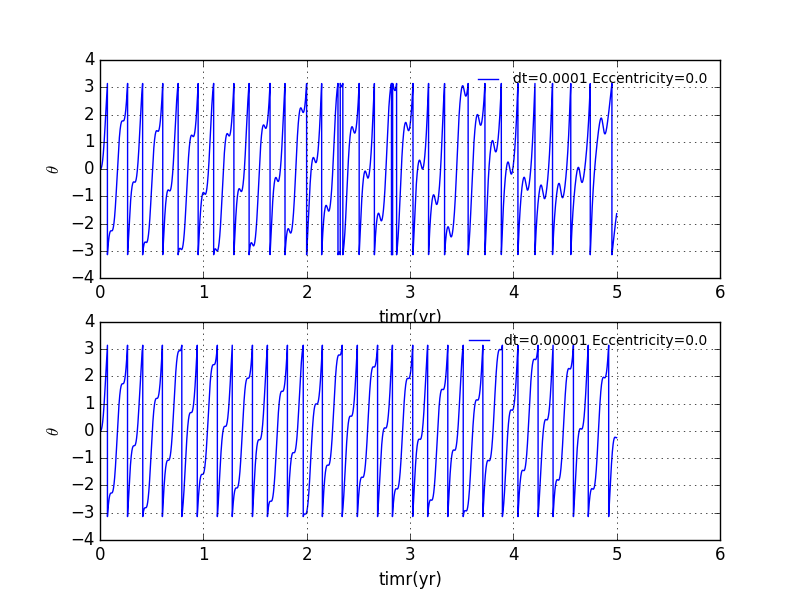 4
3
2
1
0
−1
−2
−3
−4
θ
dt=0.0001 Eccentricity=0.0
0 1 2 3 4 5 6
timr(yr)
4
3
2
1
0
−1
−2
−3
−4
θ
dt=0.00001 Eccentricity=0.0
0 1 2 3 4 5 6
timr(yr)